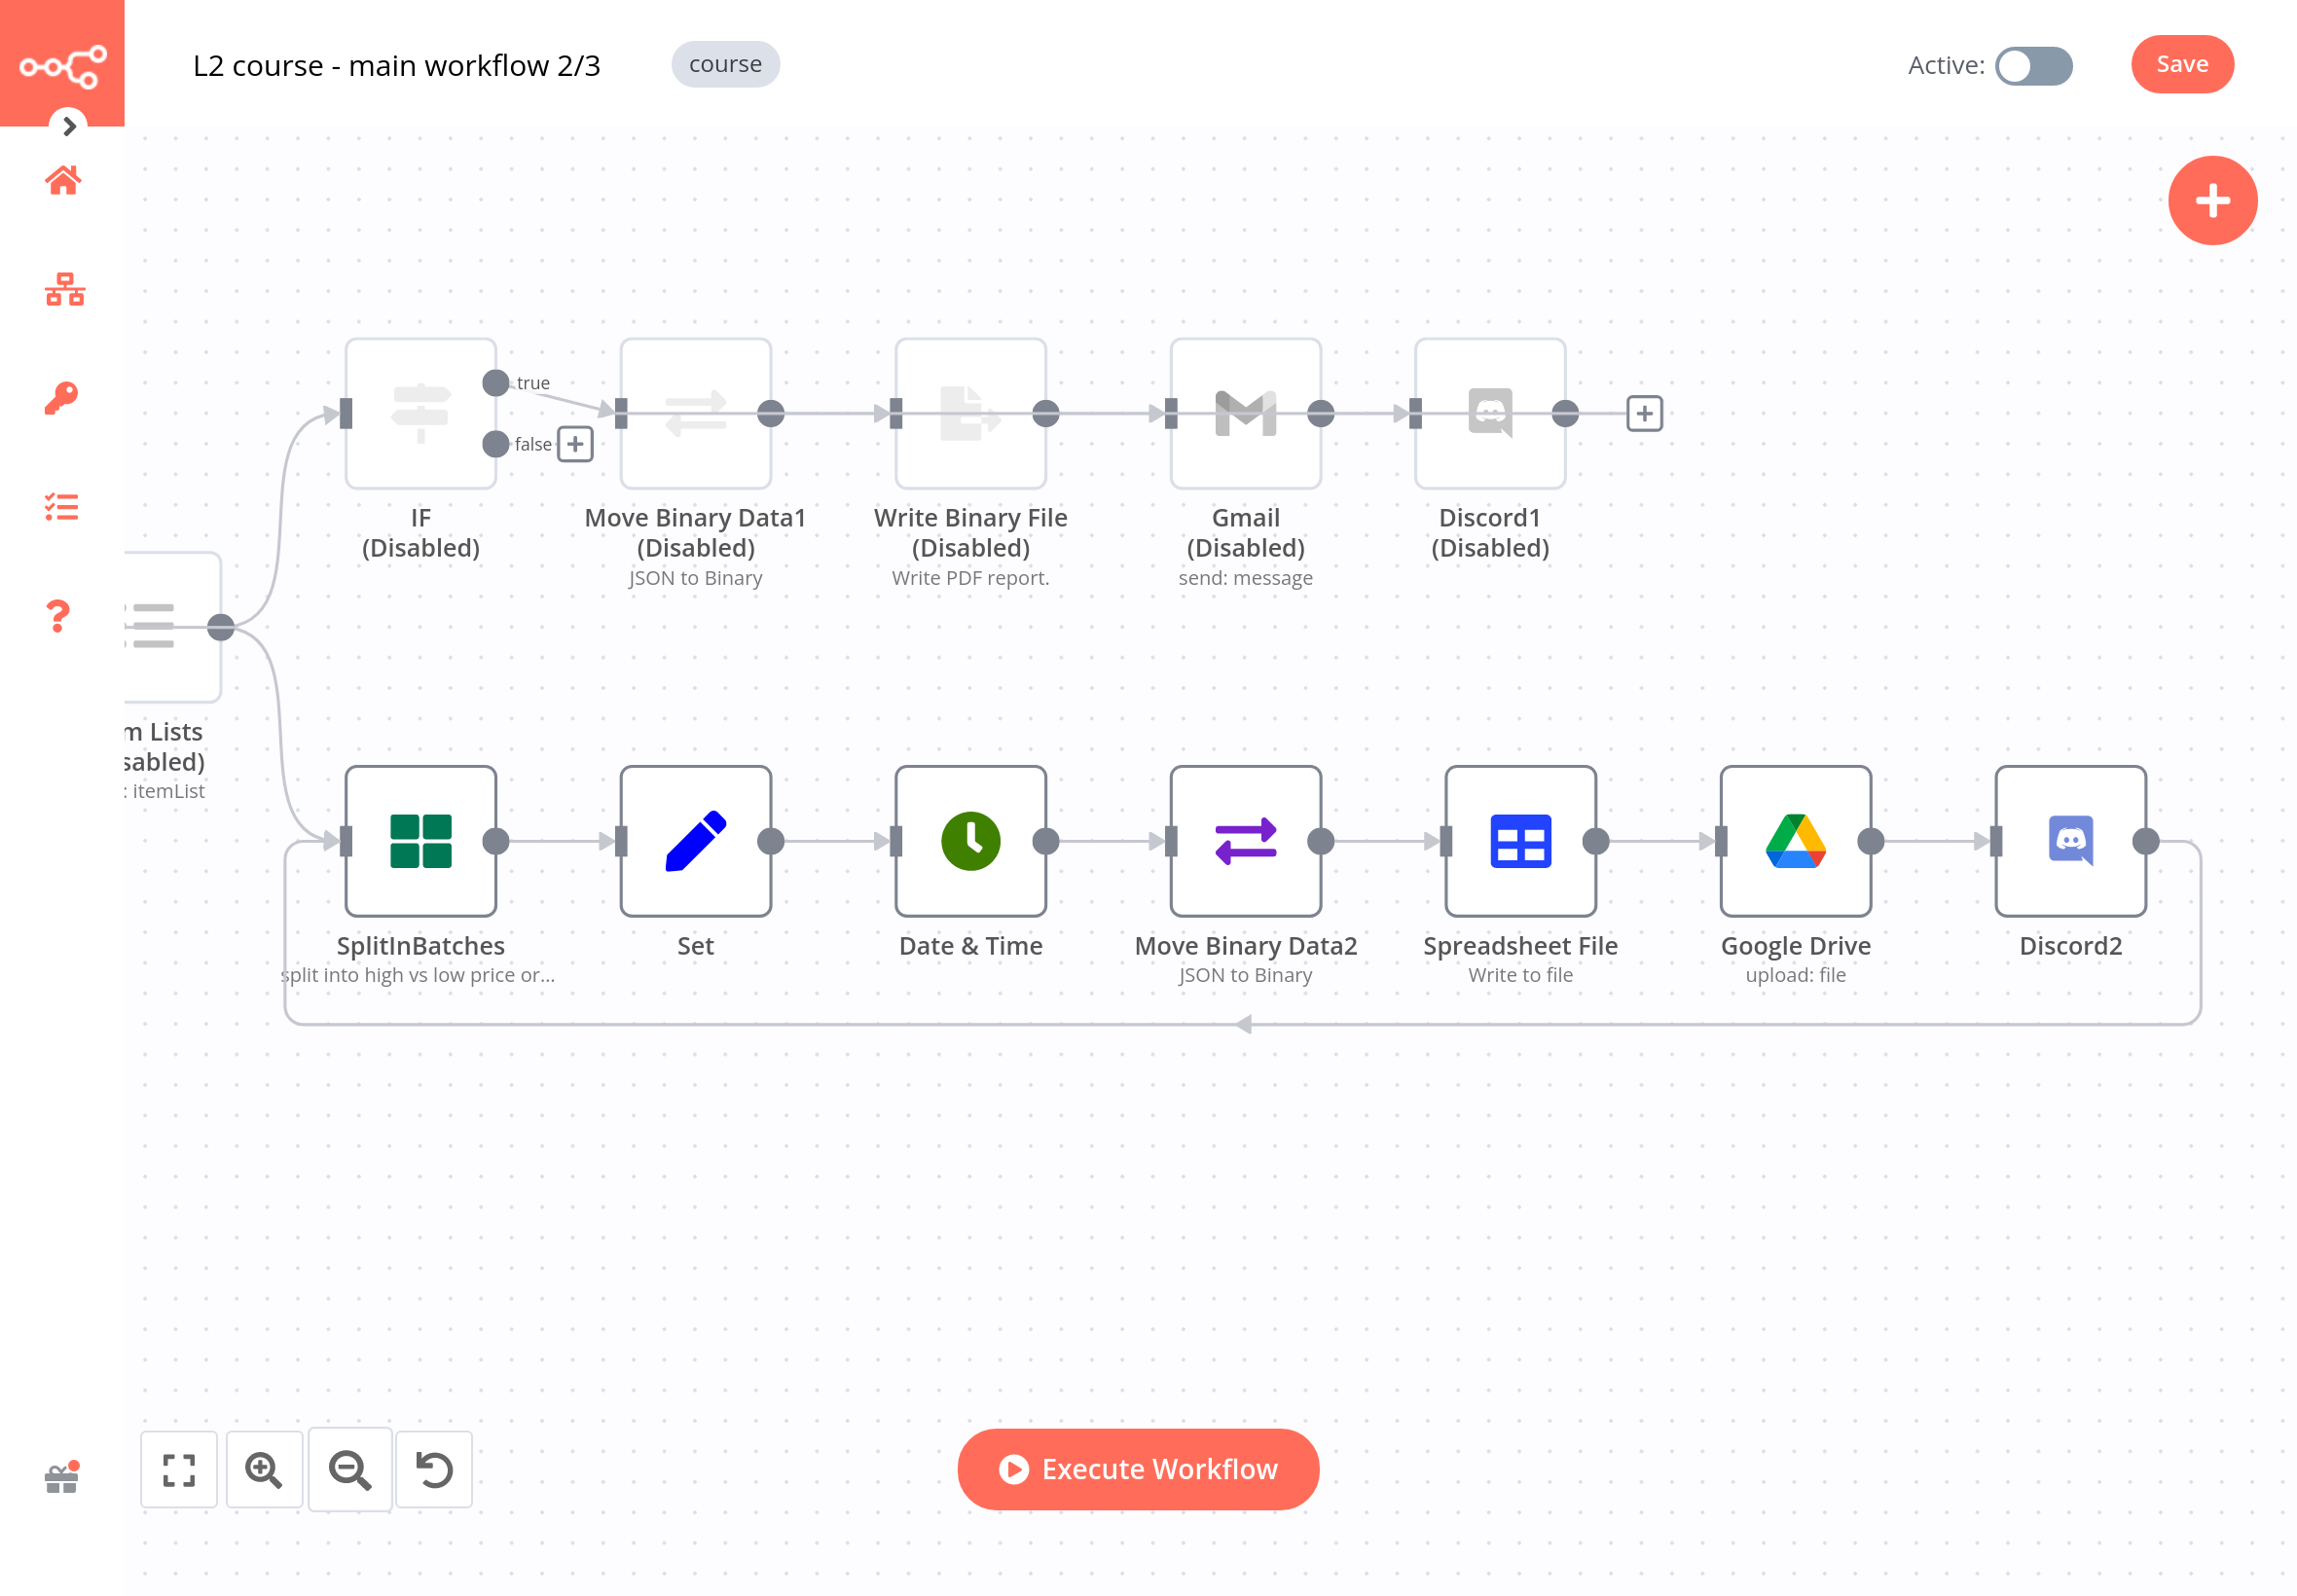 L2 course - main workflow 2/3
course
Active:
Save
true
false
IF
(Disabled)
Move Binary Data1
(Disabled)
JSON to Binary
Write Binary File
(Disabled)
Write PDF report.
Gmail
(Disabled)
send: message
Discord1
(Disabled)
m Lists
sabled)
: itemList
SplitInBatches
split into high vs low price or...
Set
Date & Time
Move Binary Data2
JSON to Binary
Spreadsheet File
Write to file
Google Drive
upload: file
Discord2
Execute Workflow